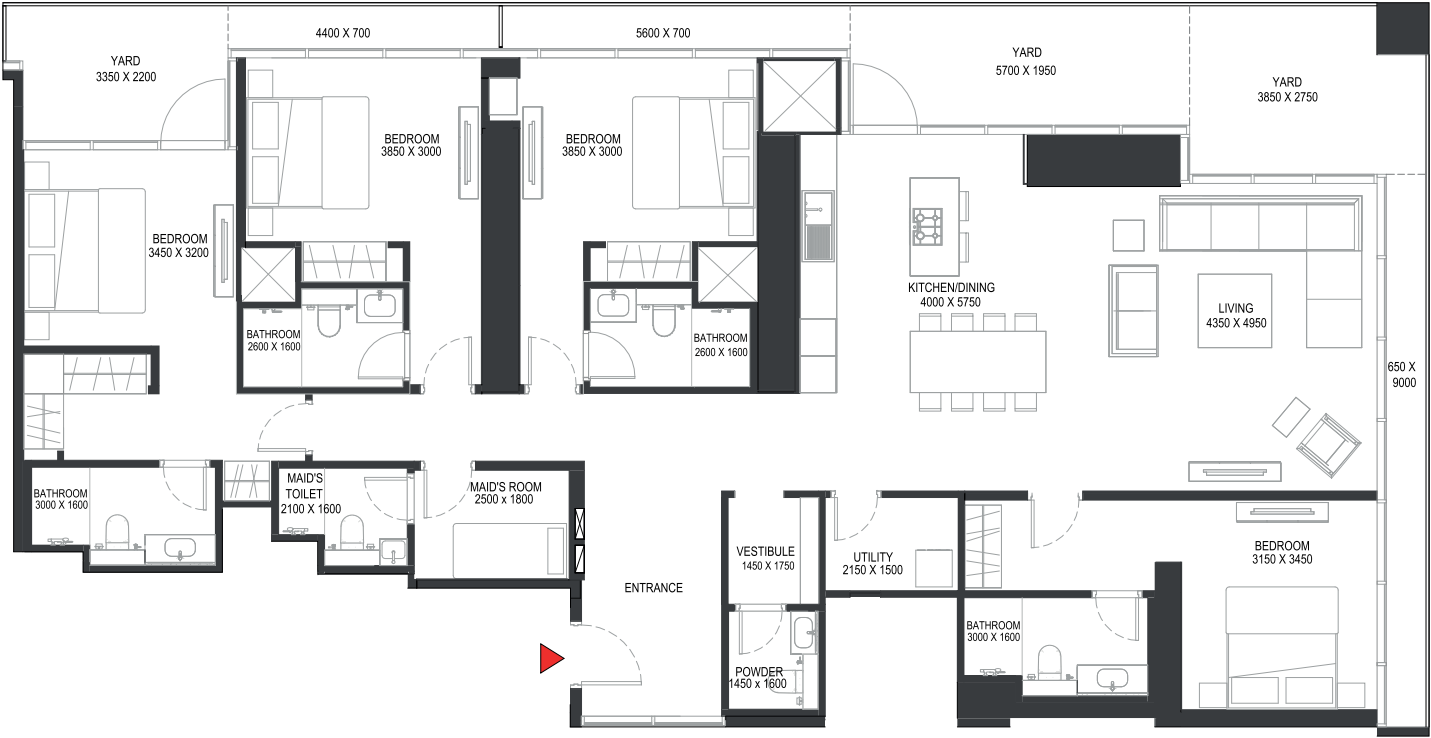 4400 X 700
5600 X 700
YARD
3350 X 2200
YARD
5700 X 1950
YARD
3850 X 2750
BEDROOM
3850 X 3000
BEDROOM
3850 X 3000
BEDROOM
3450 X 3200
KITCHEN/DINING
4000 X 5750
LIVING
4350 X 4950
BATHROOM
2600 X 1600
BATHROOM
2600 X 1600
650 X
9000
BATHROOM
3000 X 1600
MAID'S
TOILET
2100 X 1600
MAID'S ROOM
2500 x 1800
VESTIBULE
1450 X 1750
UTILITY
2150 X 1500
BEDROOM
3150 X 3450
ENTRANCE
BATHROOM
3000 X 1600
POWDER
1450 x 1600